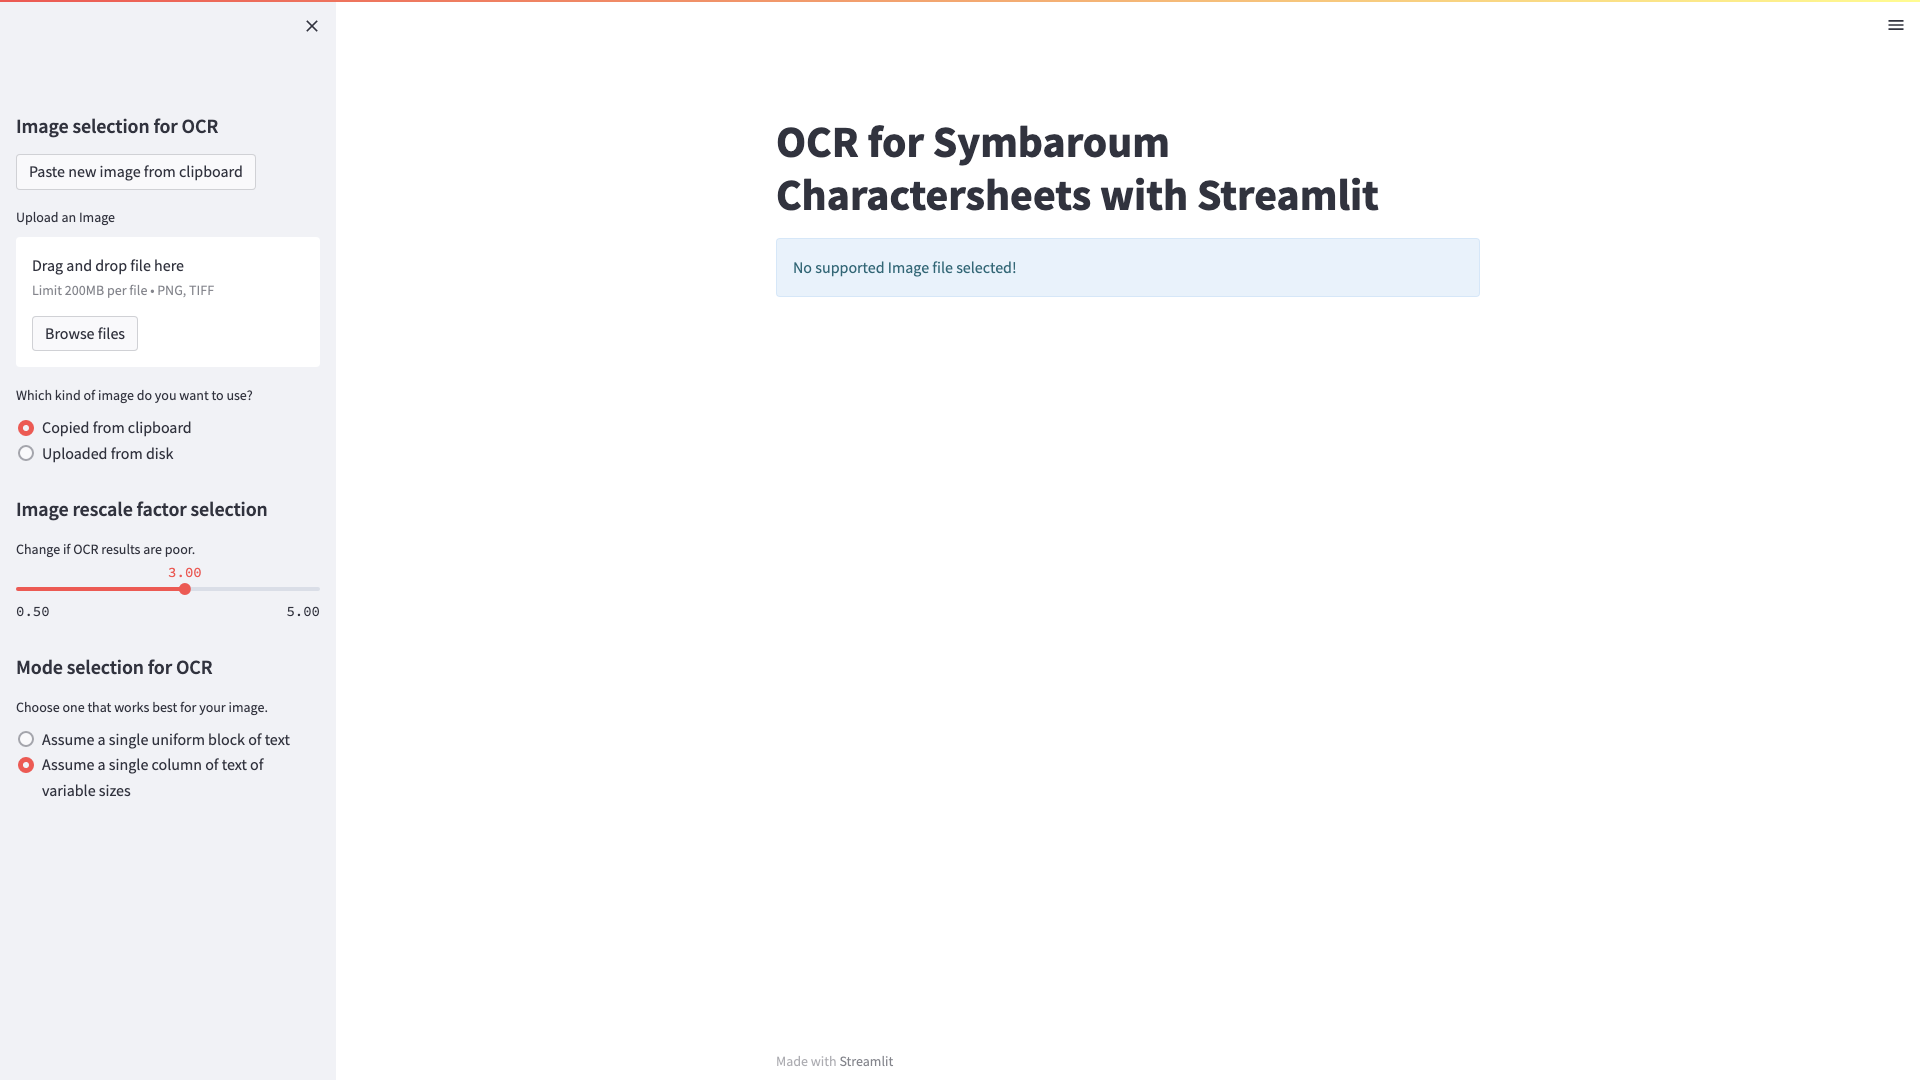 Image selection for OCR
Paste new image from clipboard
Upload an Image
Drag and drop file here
Limit 200MB per file • PNG, TIFF
Browse files
Which kind of image do you want to use?
Copied from clipboard
Uploaded from disk
Image rescale factor selection
Change if OCR results are poor.
3.00
0.50 5.00
Mode selection for OCR
Choose one that works best for your image.
Assume a single uniform block of text
Assume a single column of text of
variable sizes
OCR for Symbaroum
Charactersheets with Streamlit
No supported Image file selected!
Made with Streamlit